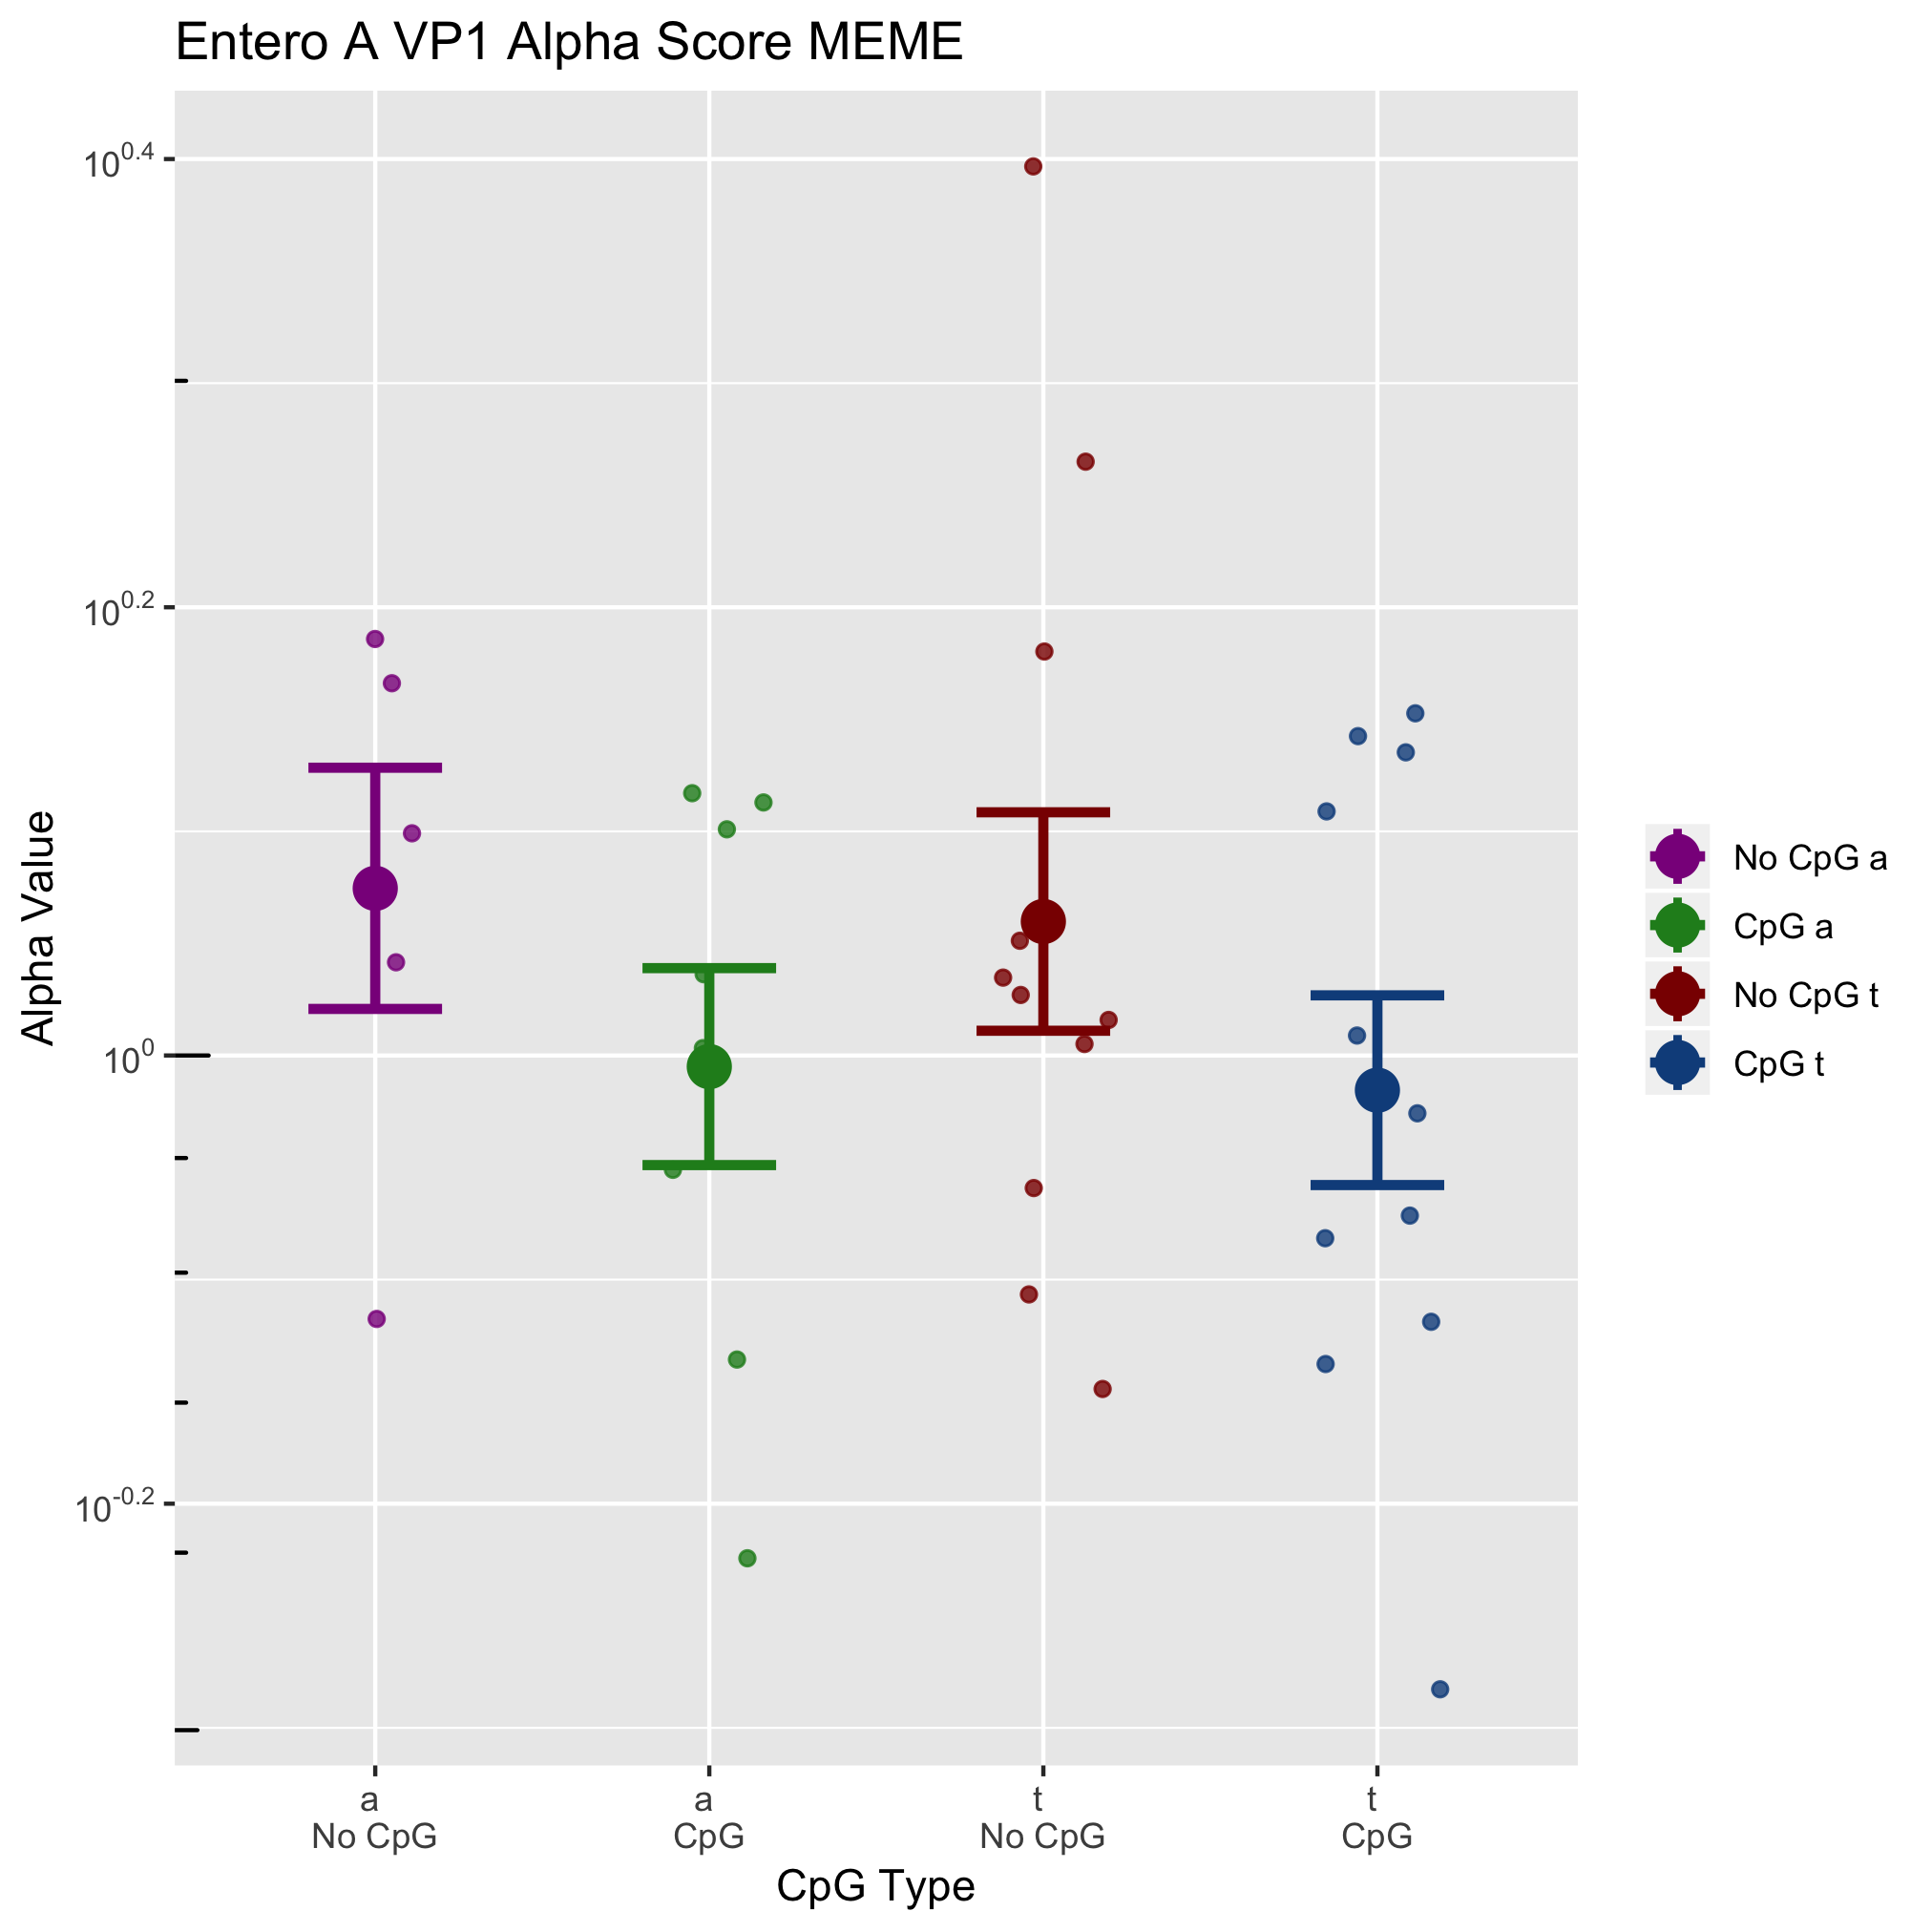 Entero A VP1 Alpha Score MEME
Alpha Value
10^0.4
10^0.2
10^0
10^-0.2
a
No CpG
a
CpG
t
No CpG
t
CpG
CpG Type
No CpG a
CpG a
No CpG t
CpG t